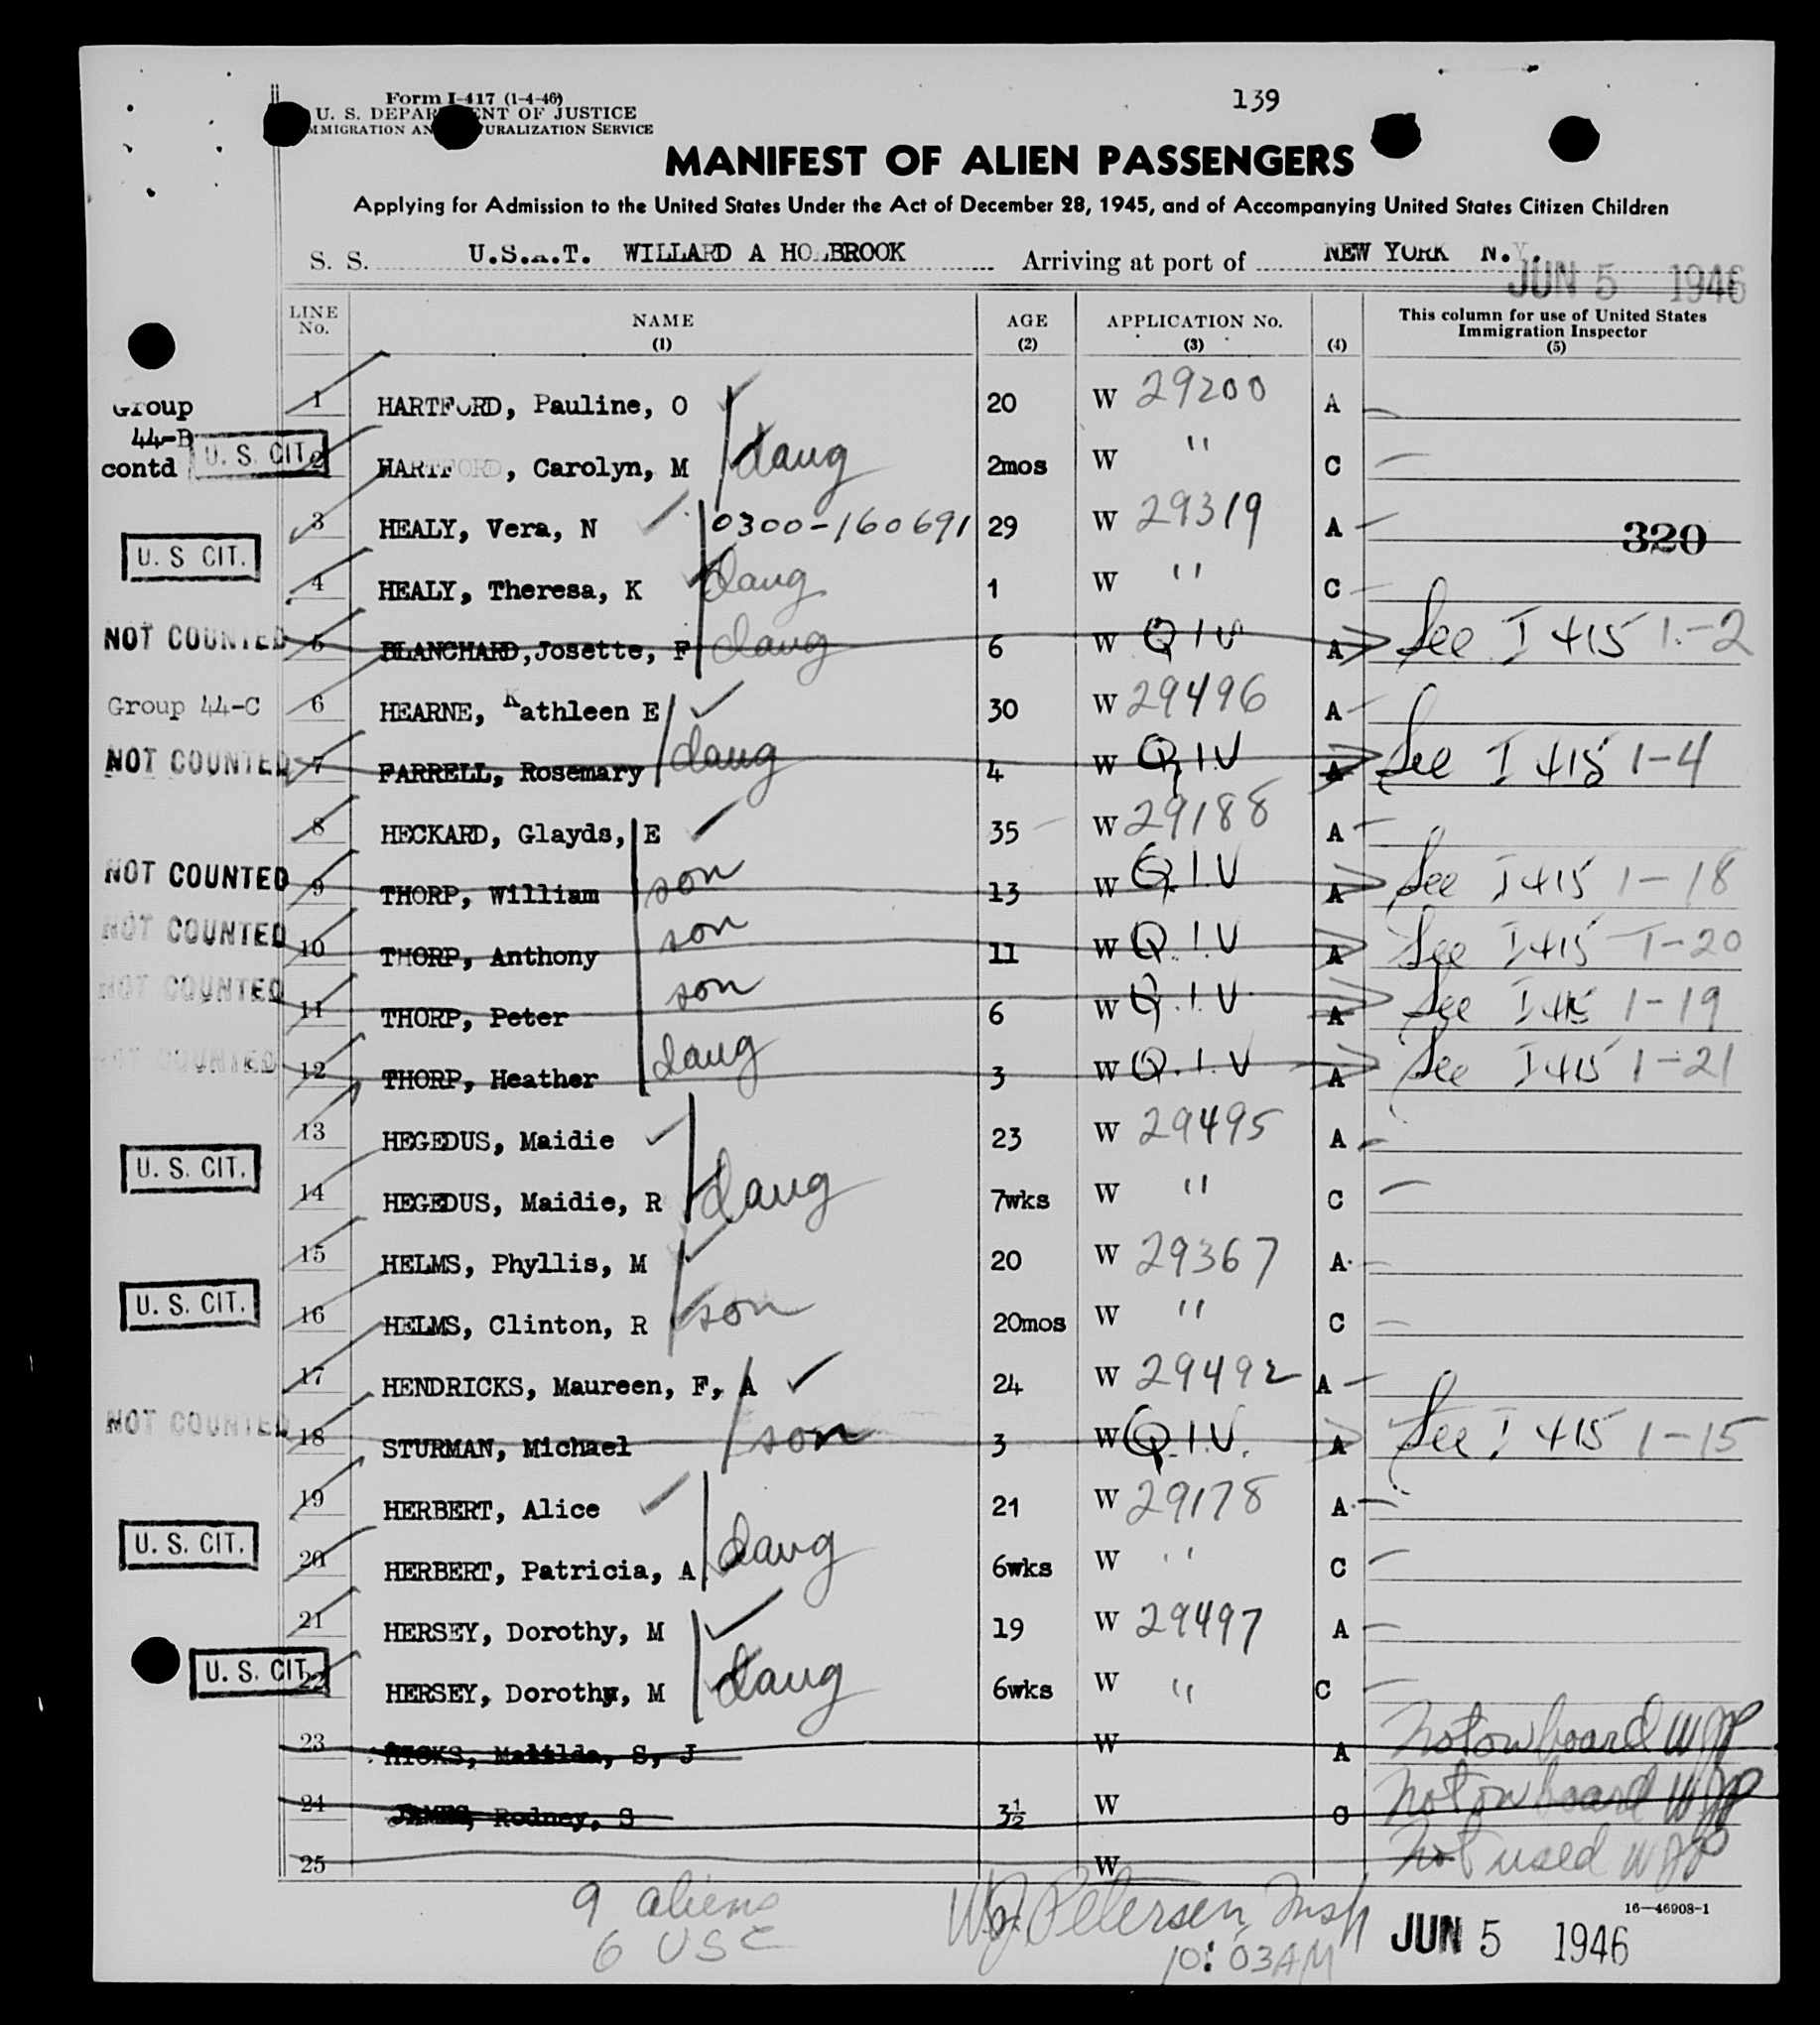 Form I-417 (1-4-46)
139
U. S. DEPARTMENT OF JUSTICE
IMMIGRATION AND NATURALIZATION SERVICE
MANIFEST OF ALIEN PASSENGERS
Applying for Admission to the United States Under the Act of December 28, 1945, and of Accompanying United States Citizen Children
S. S. U.S.A.T. WILLARD A HOLBROOK Arriving at port of NEW YORK N.Y.
JUN 5 1946
LINE No. NAME (1) AGE (2) APPLICATION No. (3) (4) This column for use of United States Immigration Inspector (5)
Group 44-B contd
1 HARTFORD, Pauline, O 20 W 29200 A
U. S. CIT. 2 HARTFORD, Carolyn, M daug 2mos W " C
3 HEALY, Vera, N 0300-160691 29 W 29319 A 320
U. S CIT. 4 HEALY, Theresa, K daug 1 W " C
NOT COUNTED 5 BLANCHARD, Josette, F daug 6 W Q I V A See I 415 1-2
Group 44-C 6 HEARNE, Kathleen E 30 W 29496 A
NOT COUNTED 7 FARRELL, Rosemary daug 4 W Q.I.V A See I 415 1-4
8 HECKARD, Glayds, E 35 W 29188 A
NOT COUNTED 9 THORP, William son 13 W Q.I.V A See I 415 1-18
NOT COUNTED 10 THORP, Anthony son 11 W Q.I.V A See I 415 1-20
NOT COUNTED 11 THORP, Peter son 6 W Q.I.V. A See I 415 1-19
NOT COUNTED 12 THORP, Heather daug 3 W Q.I.V A See I 415 1-21
13 HEGEDUS, Maidie 23 W 29495 A
U. S. CIT. 14 HEGEDUS, Maidie, R daug 7wks W " C
15 HELMS, Phyllis, M 20 W 29367 A
U. S. CIT. 16 HELMS, Clinton, R son 20mos W " C
17 HENDRICKS, Maureen, F, A 24 W 29492 A
NOT COUNTED 18 STURMAN, Michael son 3 W Q.I.V. A See I 415 1-15
19 HERBERT, Alice 21 W 29178 A
U. S. CIT. 20 HERBERT, Patricia, A daug 6wks W " C
21 HERSEY, Dorothy, M 19 W 29497 A
U. S. CIT. 22 HERSEY, Dorothy, M daug 6wks W " C
23 HICKS, Matilda, S, J W A not on board WJP
24 JAMES, Rodney, S 3½ W C not on board WJP
25 W not used WJP
9 aliens
6 USC
W.J. Petersen, Insp
10:03AM
16—46908-1
JUN 5 1946